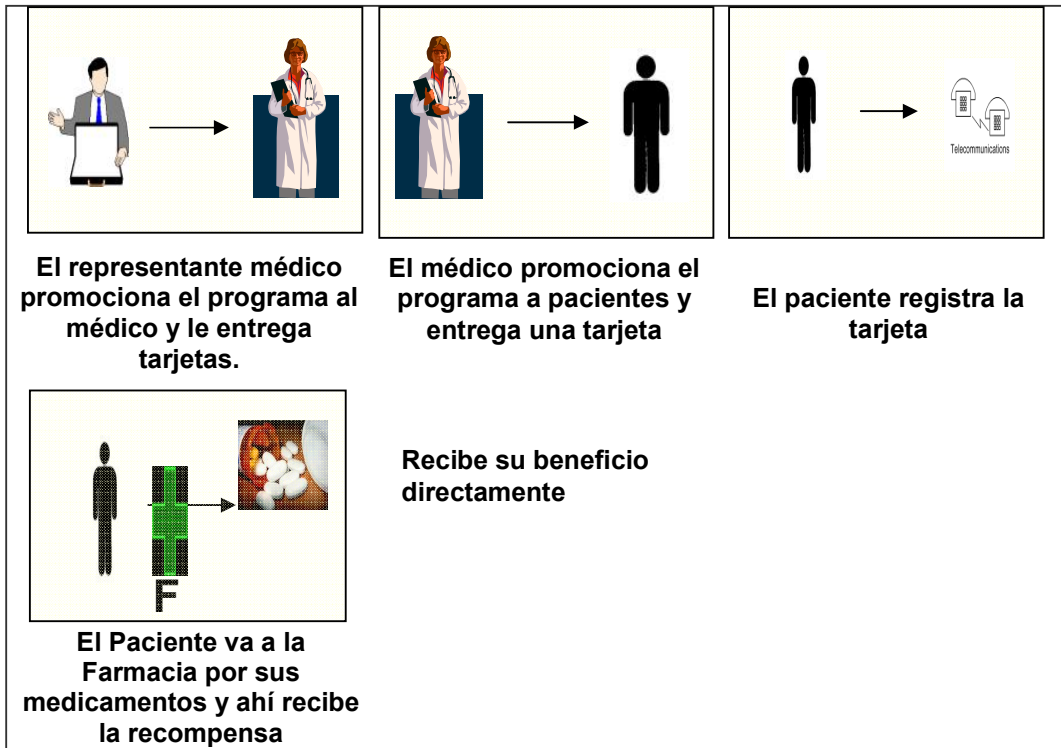 Telecommunications
El representante médico
promociona el programa al
médico y le entrega
tarjetas.
El médico promociona el
programa a pacientes y
entrega una tarjeta
El paciente registra la
tarjeta
F
Recibe su beneficio
directamente
El Paciente va a la
Farmacia por sus
medicamentos y ahí recibe
la recompensa